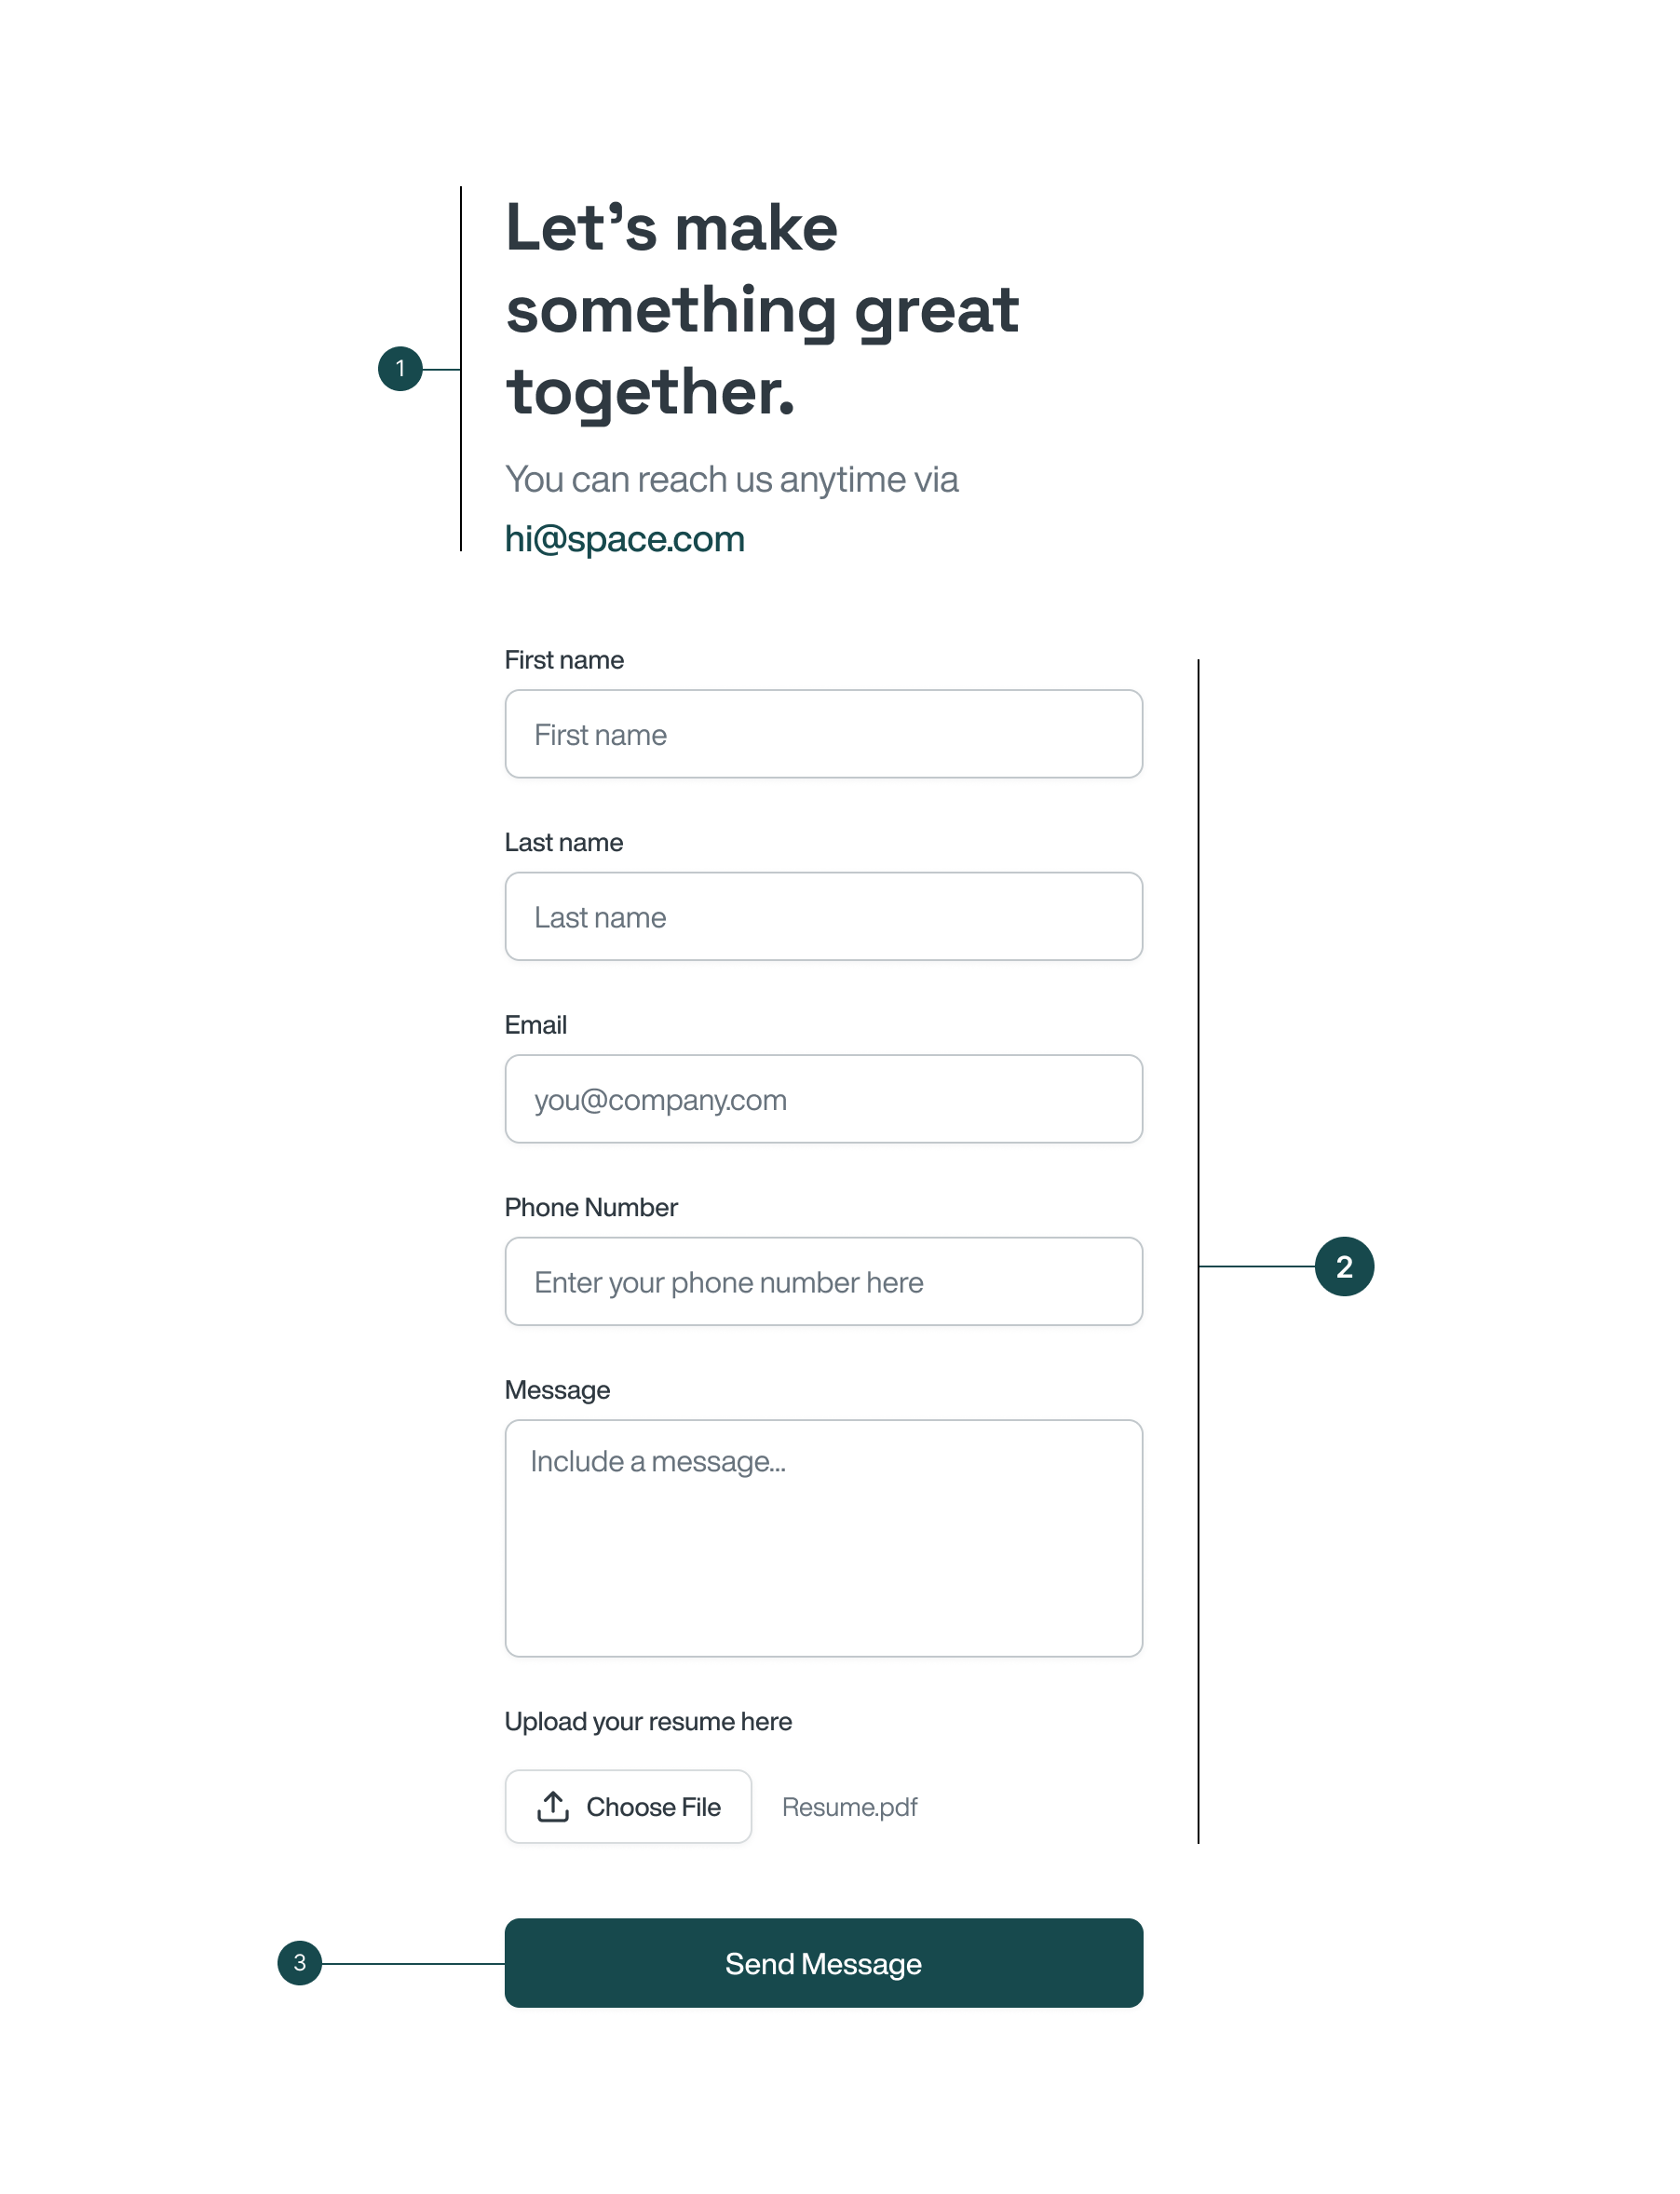 Let’s make
something great
together.
1
You can reach us anytime via
hi@space.com
First name
First name
Last name
Last name
Email
you@company.com
Phone Number
Enter your phone number here
2
Message
Include a message...
Upload your resume here
Choose File Resume.pdf
3
Send Message